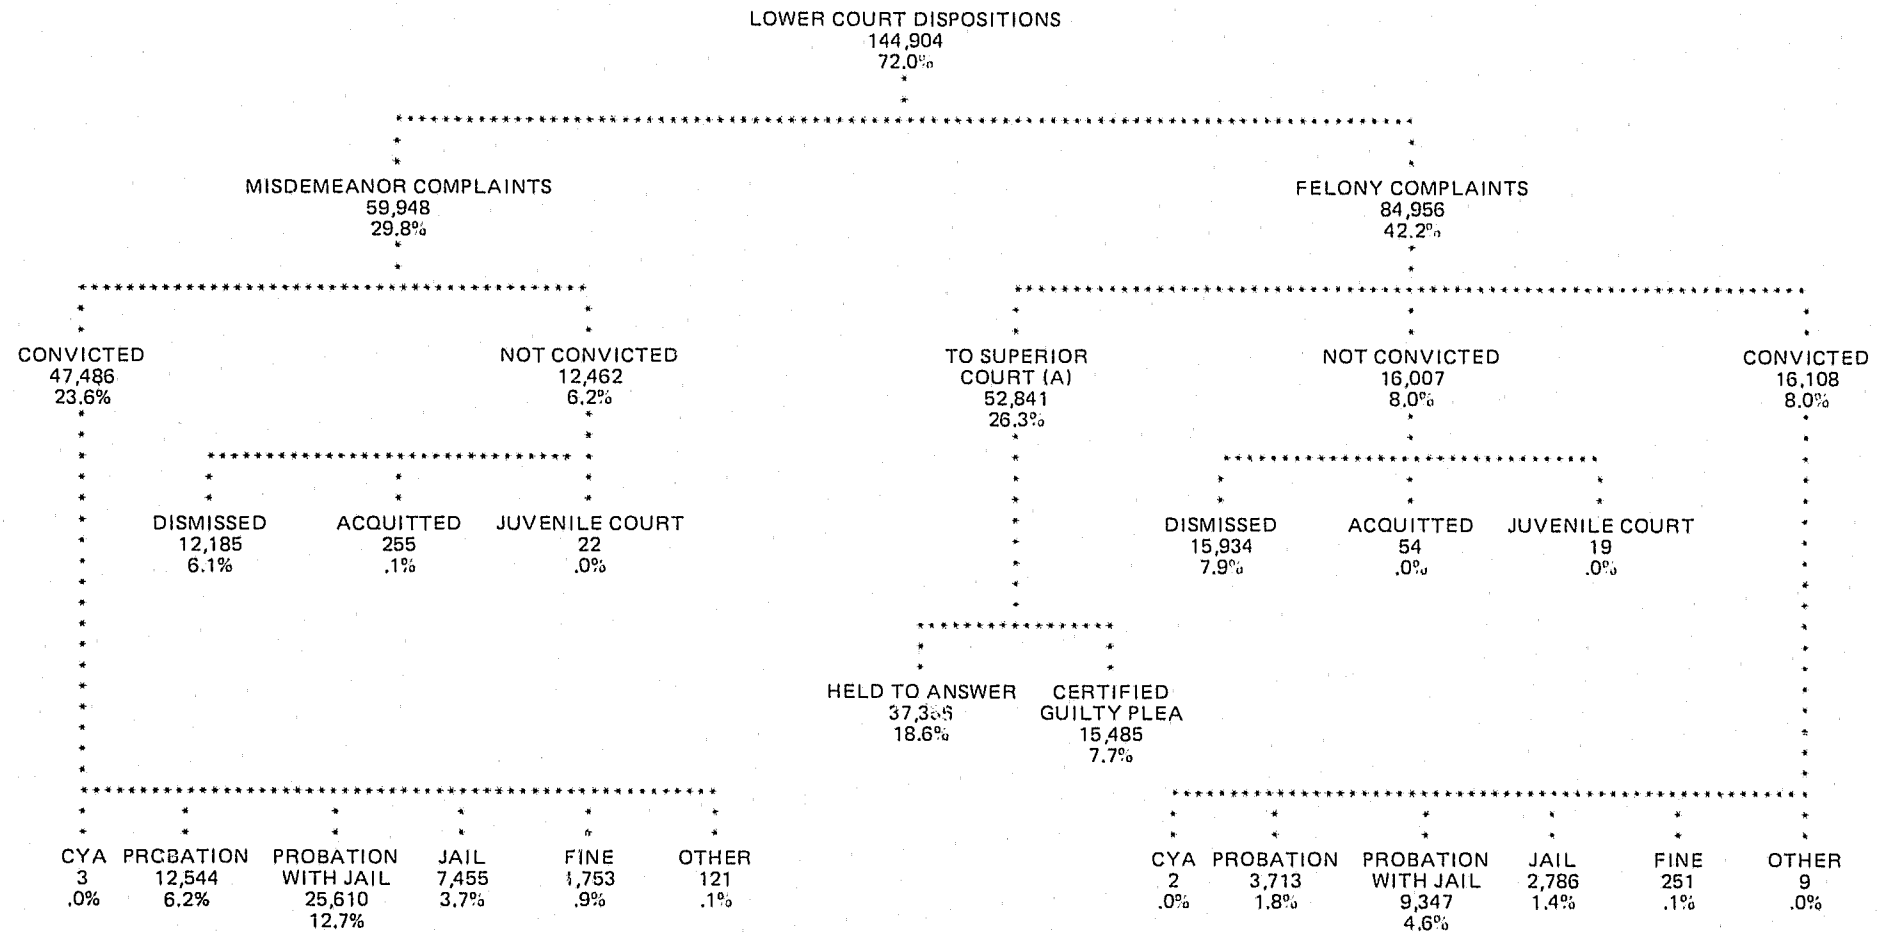 LOWER COURT DISPOSITIONS
144,904
72.0%
MISDEMEANOR COMPLAINTS
59,948
29.8%
FELONY COMPLAINTS
84,956
42.2%
CONVICTED
47,486
23.6%
NOT CONVICTED
12,462
6.2%
TO SUPERIOR
COURT (A)
52,841
26.3%
NOT CONVICTED
16,007
8.0%
CONVICTED
16,108
8.0%
DISMISSED
12,185
6.1%
ACQUITTED
255
.1%
JUVENILE COURT
22
.0%
DISMISSED
15,934
7.9%
ACQUITTED
54
.0%
JUVENILE COURT
19
.0%
HELD TO ANSWER
37,356
18.6%
CERTIFIED
GUILTY PLEA
15,485
7.7%
CYA
3
.0%
PROBATION
12,544
6.2%
PROBATION
WITH JAIL
25,610
12.7%
JAIL
7,455
3.7%
FINE
1,753
.9%
OTHER
121
.1%
CYA
2
.0%
PROBATION
3,713
1.8%
PROBATION
WITH JAIL
9,347
4.6%
JAIL
2,786
1.4%
FINE
251
.1%
OTHER
9
.0%